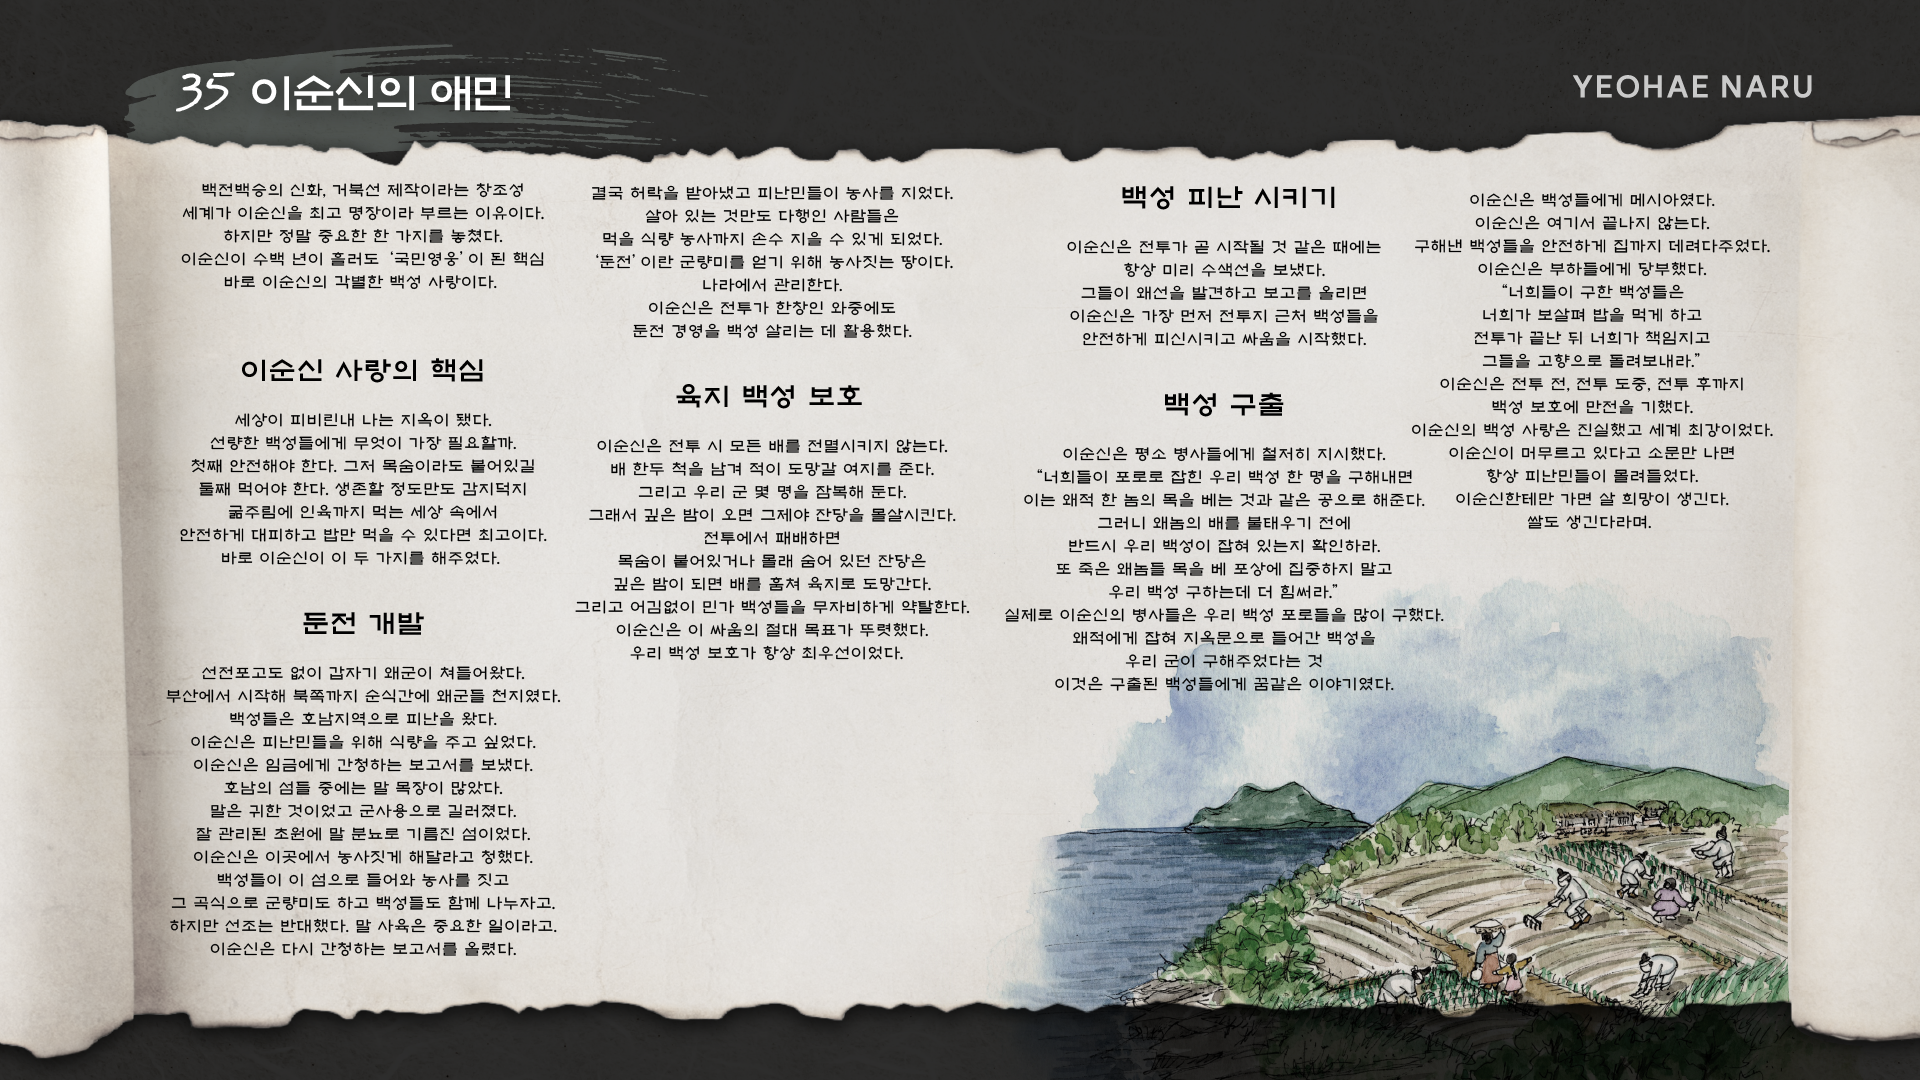 35 이순신의 애민
YEOHAE NARU
백전백승의 신화, 거북선 제작이라는 창조성
세계가 이순신을 최고 명장이라 부르는 이유이다.
하지만 정말 중요한 한 가지를 놓쳤다.
이순신이 수백 년이 흘러도 ‘국민영웅’이 된 핵심
바로 이순신의 각별한 백성 사랑이다.
이순신 사랑의 핵심
세상이 피비린내 나는 지옥이 됐다.
선량한 백성들에게 무엇이 가장 필요할까.
첫째 안전해야 한다. 그저 목숨이라도 붙어있길
둘째 먹어야 한다. 생존할 정도만도 감지덕지
굶주림에 인육까지 먹는 세상 속에서
안전하게 대피하고 밥만 먹을 수 있다면 최고이다.
바로 이순신이 이 두 가지를 해주었다.
둔전 개발
선전포고도 없이 갑자기 왜군이 쳐들어왔다.
부산에서 시작해 북쪽까지 순식간에 왜군들 천지였다.
백성들은 호남지역으로 피난을 왔다.
이순신은 피난민들을 위해 식량을 주고 싶었다.
이순신은 임금에게 간청하는 보고서를 보냈다.
호남의 섬들 중에는 말 목장이 많았다.
말은 귀한 것이었고 군사용으로 길러졌다.
잘 관리된 초원에 말 분뇨로 기름진 섬이었다.
이순신은 이곳에서 농사짓게 해달라고 청했다.
백성들이 이 섬으로 들어와 농사를 짓고
그 곡식으로 군량미도 하고 백성들도 함께 나누자고.
하지만 선조는 반대했다. 말 사육은 중요한 일이라고.
이순신은 다시 간청하는 보고서를 올렸다.
결국 허락을 받아냈고 피난민들이 농사를 지었다.
살아 있는 것만도 다행인 사람들은
먹을 식량 농사까지 손수 지을 수 있게 되었다.
‘둔전’이란 군량미를 얻기 위해 농사짓는 땅이다.
나라에서 관리한다.
이순신은 전투가 한창인 와중에도
둔전 경영을 백성 살리는 데 활용했다.
육지 백성 보호
이순신은 전투 시 모든 배를 전멸시키지 않는다.
배 한두 척을 남겨 적이 도망갈 여지를 준다.
그리고 우리 군 몇 명을 잠복해 둔다.
그래서 깊은 밤이 오면 그제야 잔당을 몰살시킨다.
전투에서 패배하면
목숨이 붙어있거나 몰래 숨어 있던 잔당은
깊은 밤이 되면 배를 훔쳐 육지로 도망간다.
그리고 어김없이 민가 백성들을 무자비하게 약탈한다.
이순신은 이 싸움의 절대 목표가 뚜렷했다.
우리 백성 보호가 항상 최우선이었다.
백성 피난 시키기
이순신은 전투가 곧 시작될 것 같은 때에는
항상 미리 수색선을 보냈다.
그들이 왜선을 발견하고 보고를 올리면
이순신은 가장 먼저 전투지 근처 백성들을
안전하게 피신시키고 싸움을 시작했다.
백성 구출
이순신은 평소 병사들에게 철저히 지시했다.
“너희들이 포로로 잡힌 우리 백성 한 명을 구해내면
이는 왜적 한 놈의 목을 베는 것과 같은 공으로 해준다.
그러니 왜놈의 배를 불태우기 전에
반드시 우리 백성이 잡혀 있는지 확인하라.
또 죽은 왜놈들 목을 베 포상에 집중하지 말고
우리 백성 구하는데 더 힘써라.”
실제로 이순신의 병사들은 우리 백성 포로들을 많이 구했다.
왜적에게 잡혀 지옥문으로 들어간 백성을
우리 군이 구해주었다는 것
이것은 구출된 백성들에게 꿈같은 이야기였다.
이순신은 백성들에게 메시아였다.
이순신은 여기서 끝나지 않는다.
구해낸 백성들을 안전하게 집까지 데려다주었다.
이순신은 부하들에게 당부했다.
“너희들이 구한 백성들은
너희가 보살펴 밥을 먹게 하고
전투가 끝난 뒤 너희가 책임지고
그들을 고향으로 돌려보내라.”
이순신은 전투 전, 전투 도중, 전투 후까지
백성 보호에 만전을 기했다.
이순신의 백성 사랑은 진실했고 세계 최강이었다.
이순신이 머무르고 있다고 소문만 나면
항상 피난민들이 몰려들었다.
이순신한테만 가면 살 희망이 생긴다.
쌀도 생긴다라며.